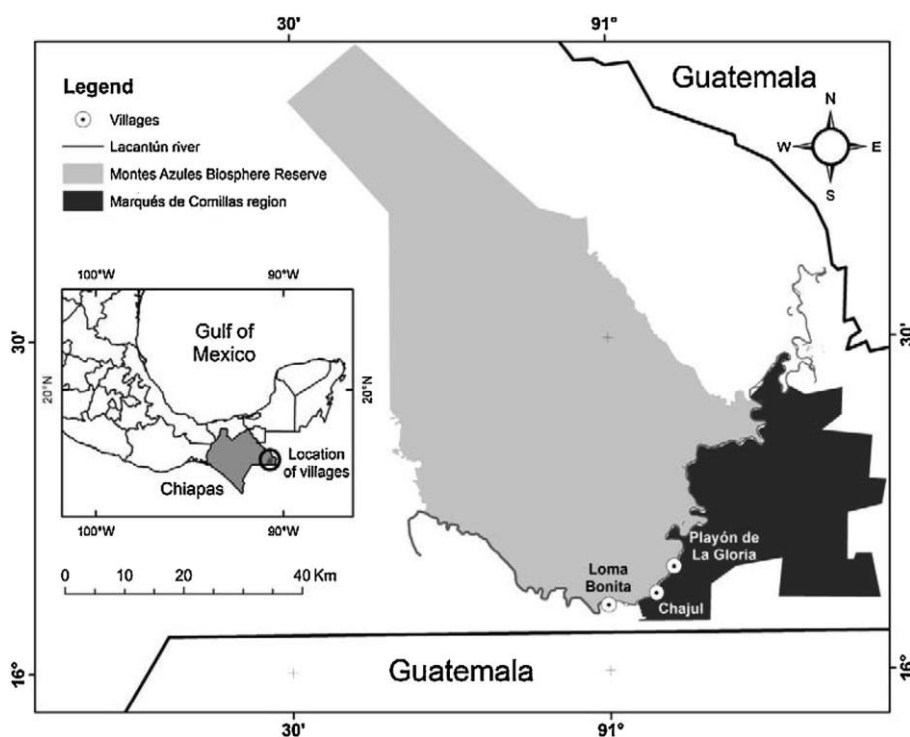 30'
91°
Guatemala
Legend
Villages
Lacantún river
Montes Azules Biosphere Reserve
Marqués de Comillas region
N
W
E
S
100°W
90°W
Gulf of
Mexico
20°N
20°N
Location
of villages
Chiapas
100°W
90°W
30'
30'
0 10 20 40 Km
Playón de
La Gloria
Loma
Bonita
Chajul
Guatemala
16°
16°
30'
91°